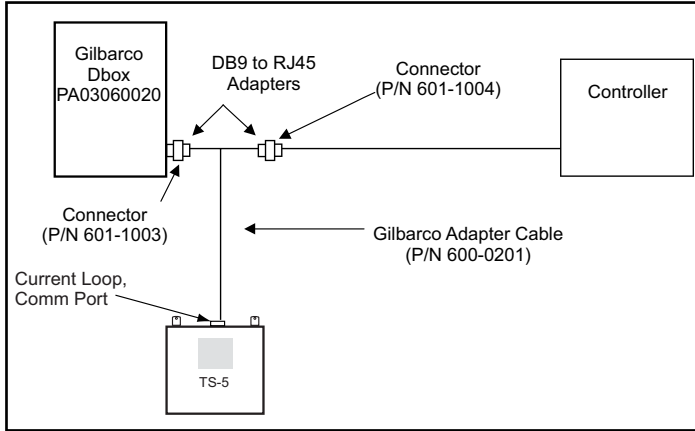 Gilbarco
Dbox
PA03060020
DB9 to RJ45
Adapters
Connector
(P/N 601-1004)
Controller
Connector
(P/N 601-1003)
Gilbarco Adapter Cable
(P/N 600-0201)
Current Loop,
Comm Port
TS-5